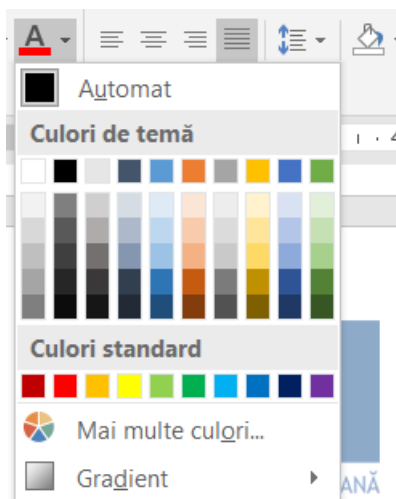 A
Automat
Culori de temă
Culori standard
Mai multe culori...
Gradient
ANĂ